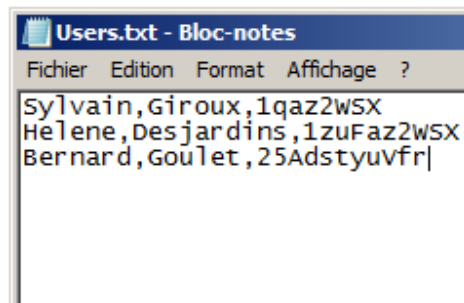 Users.txt - Bloc-notes
Fichier Edition Format Affichage ?
Sylvain,Giroux,1qaz2WSX
Helene,Desjardins,1zuFaz2WSX
Bernard,Goulet,25AdstyuVfr